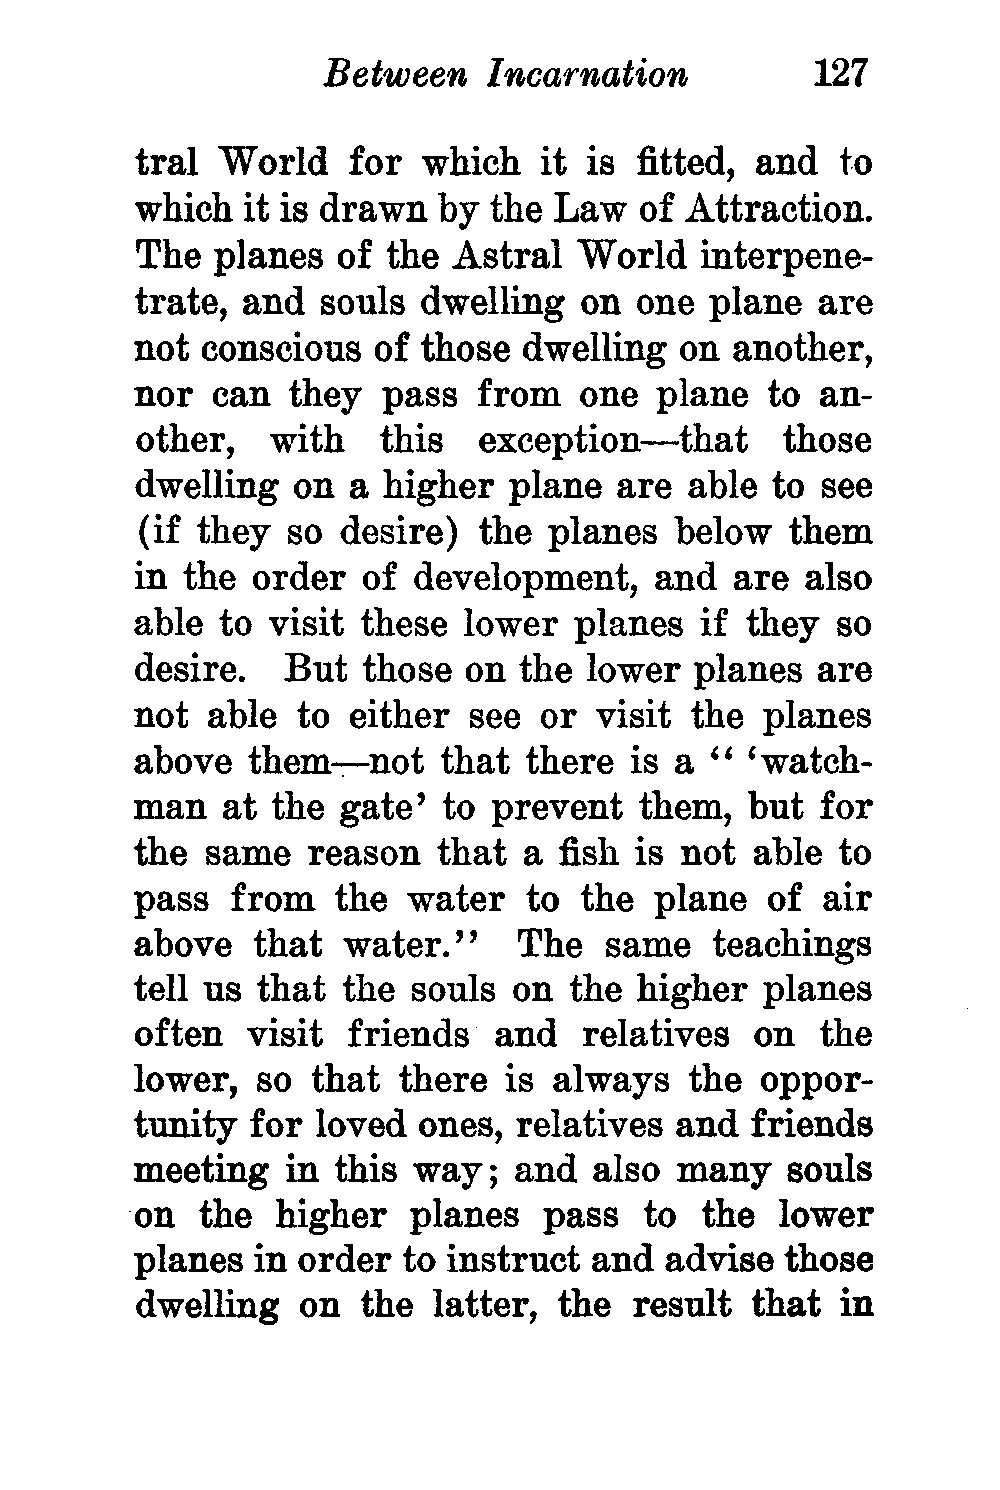 Between Incarnation 127
tral World for which it is fitted, and to
which it is drawn by the Law of Attraction.
The planes of the Astral World interpene-
trate, and souls dwelling on one plane are
not conscious of those dwelling on another,
nor can they pass from one plane to an-
other, with this exception—that those
dwelling on a higher plane are able to see
(if they so desire) the planes below them
in the order of development, and are also
able to visit these lower planes if they so
desire. But those on the lower planes are
not able to either see or visit the planes
above them—not that there is a “ ‘watch-
man at the gate’ to prevent them, but for
the same reason that a fish is not able to
pass from the water to the plane of air
above that water.” The same teachings
tell us that the souls on the higher planes
often visit friends and relatives on the
lower, so that there is always the oppor-
tunity for loved ones, relatives and friends
meeting in this way; and also many souls
on the higher planes pass to the lower
planes in order to instruct and advise those
dwelling on the latter, the result that in